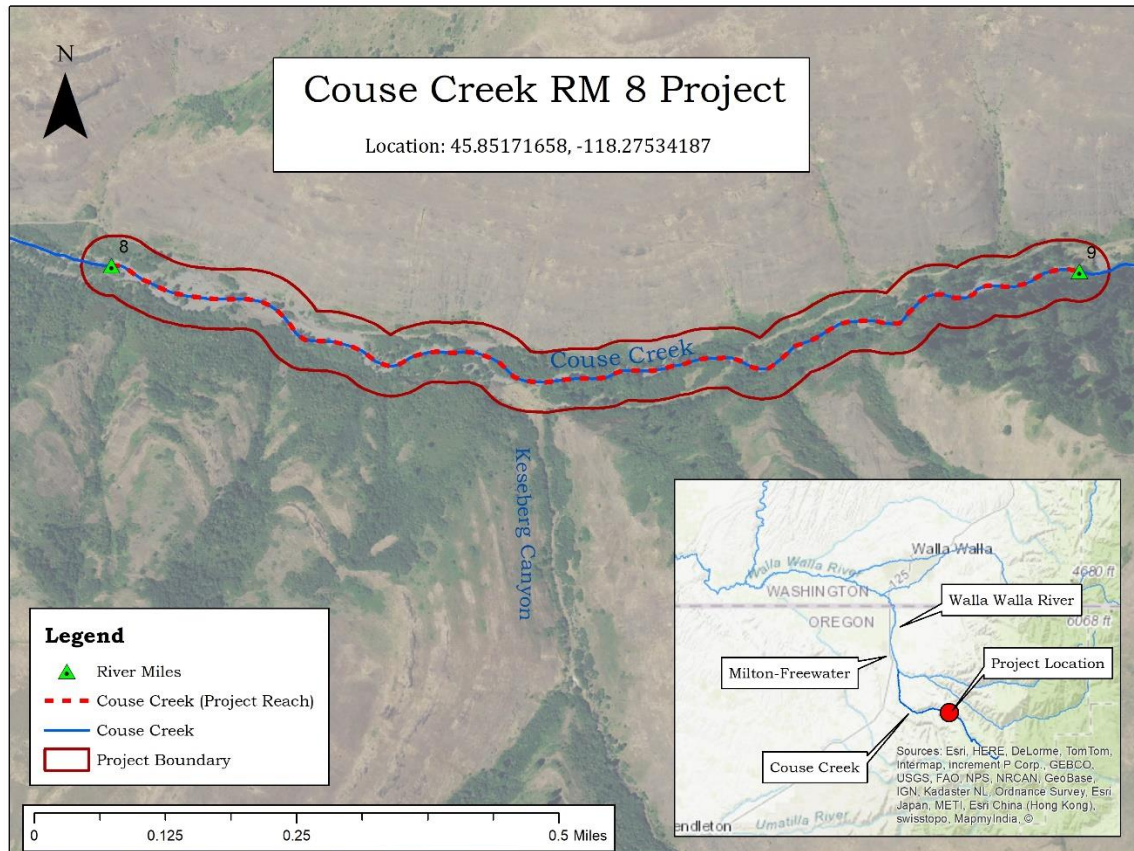 N
Couse Creek RM 8 Project
Location: 45.85171658, -118.27534187
8
9
Couse Creek
Keseberg Canyon
Legend
River Miles
Couse Creek (Project Reach)
Couse Creek
Project Boundary
0 0.125 0.25 0.5 Miles
Walla Walla
Walla Walla River
125
4680 ft
WASHINGTON
6068 ft
OREGON
Walla Walla River
Milton-Freewater
Project Location
Couse Creek
Sources: Esri, HERE, DeLorme, TomTom,
Intermap, increment P Corp., GEBCO,
USGS, FAO, NPS, NRCAN, GeoBase,
IGN, Kadaster NL, Ordnance Survey, Esri
Japan, METI, Esri China (Hong Kong),
swisstopo, MapmyIndia, ©
endleton
Umatilla River